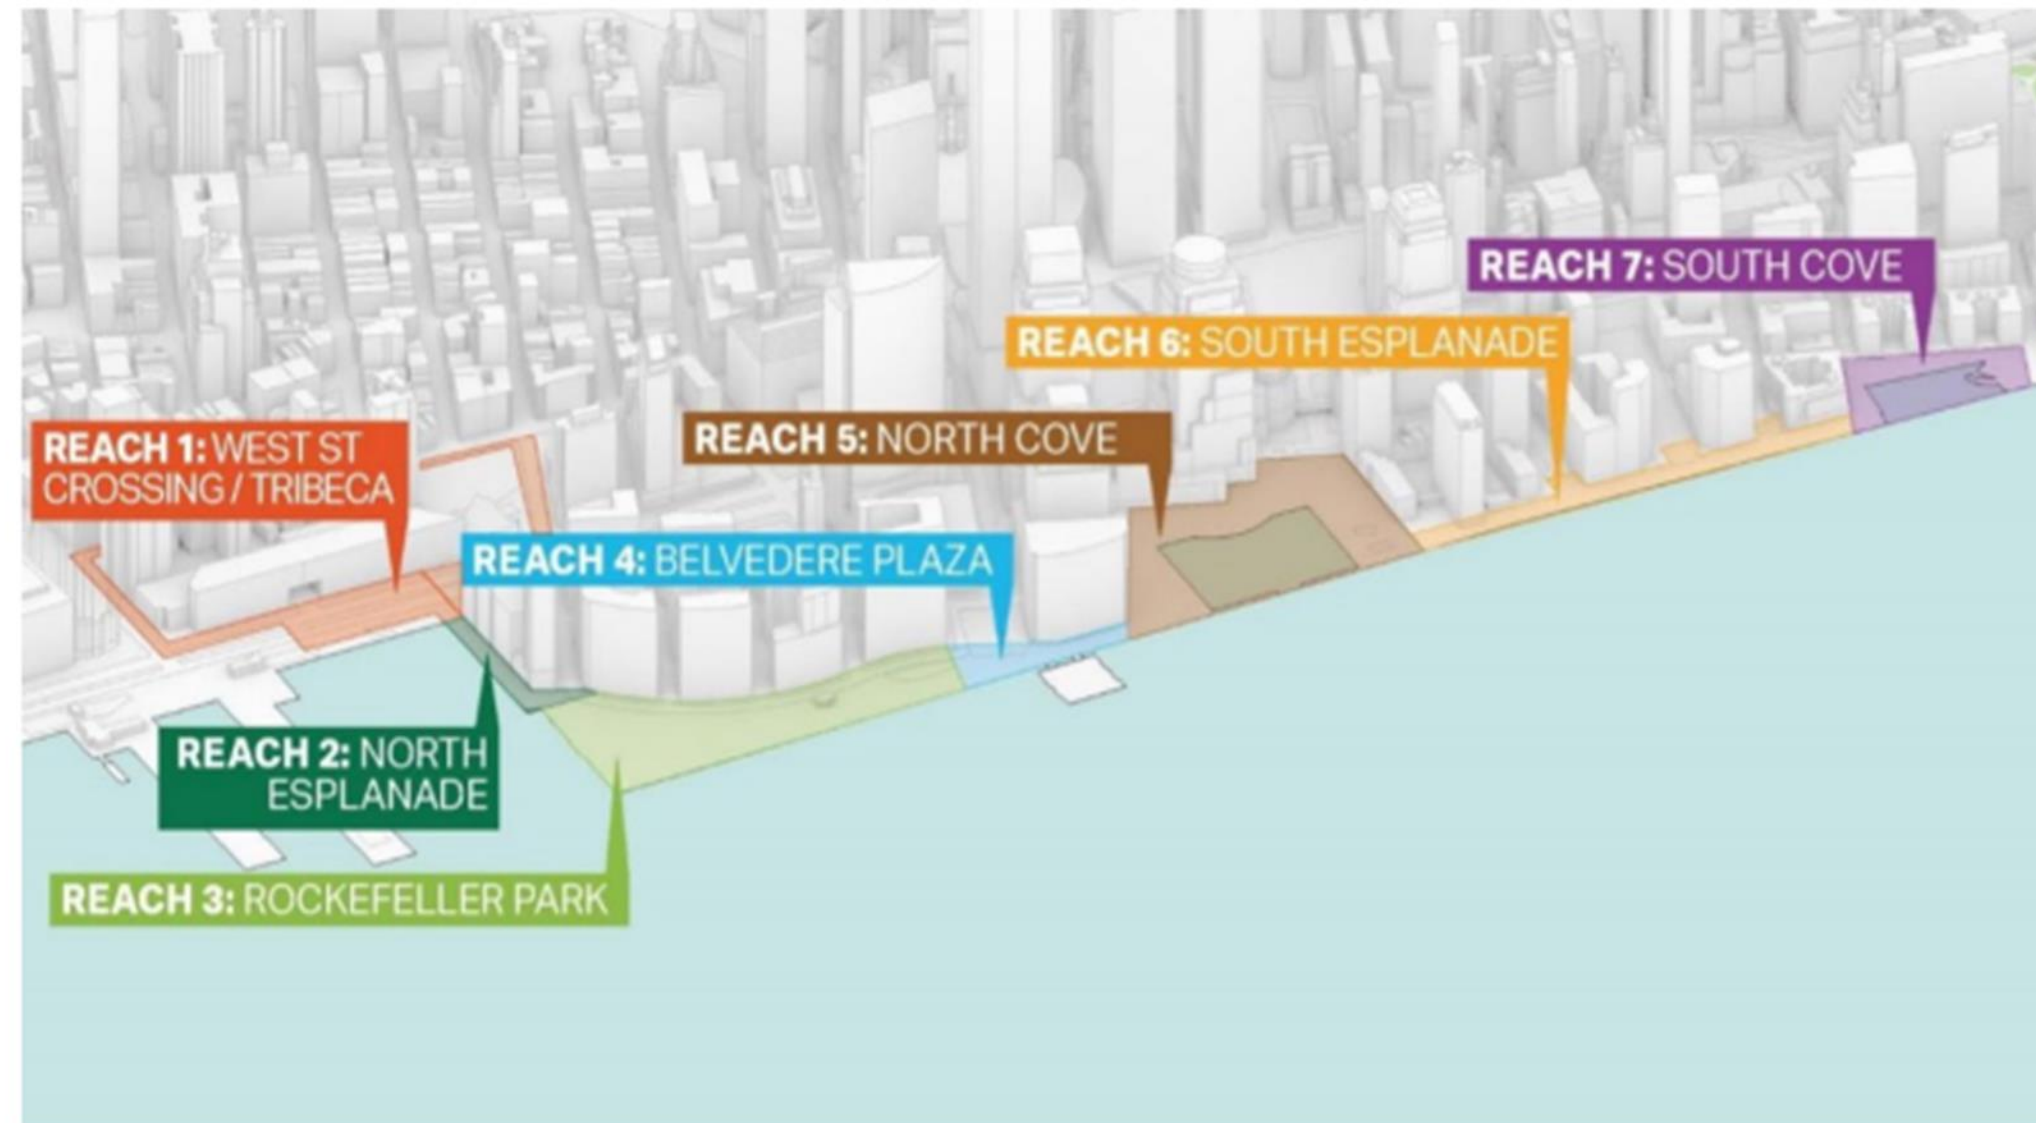 REACH 7: SOUTH COVE
REACH 6: SOUTH ESPLANADE
REACH 5: NORTH COVE
REACH 1: WEST ST
CROSSING / TRIBECA
REACH 4: BELVEDERE PLAZA
REACH 2: NORTH
ESPLANADE
REACH 3: ROCKEFELLER PARK